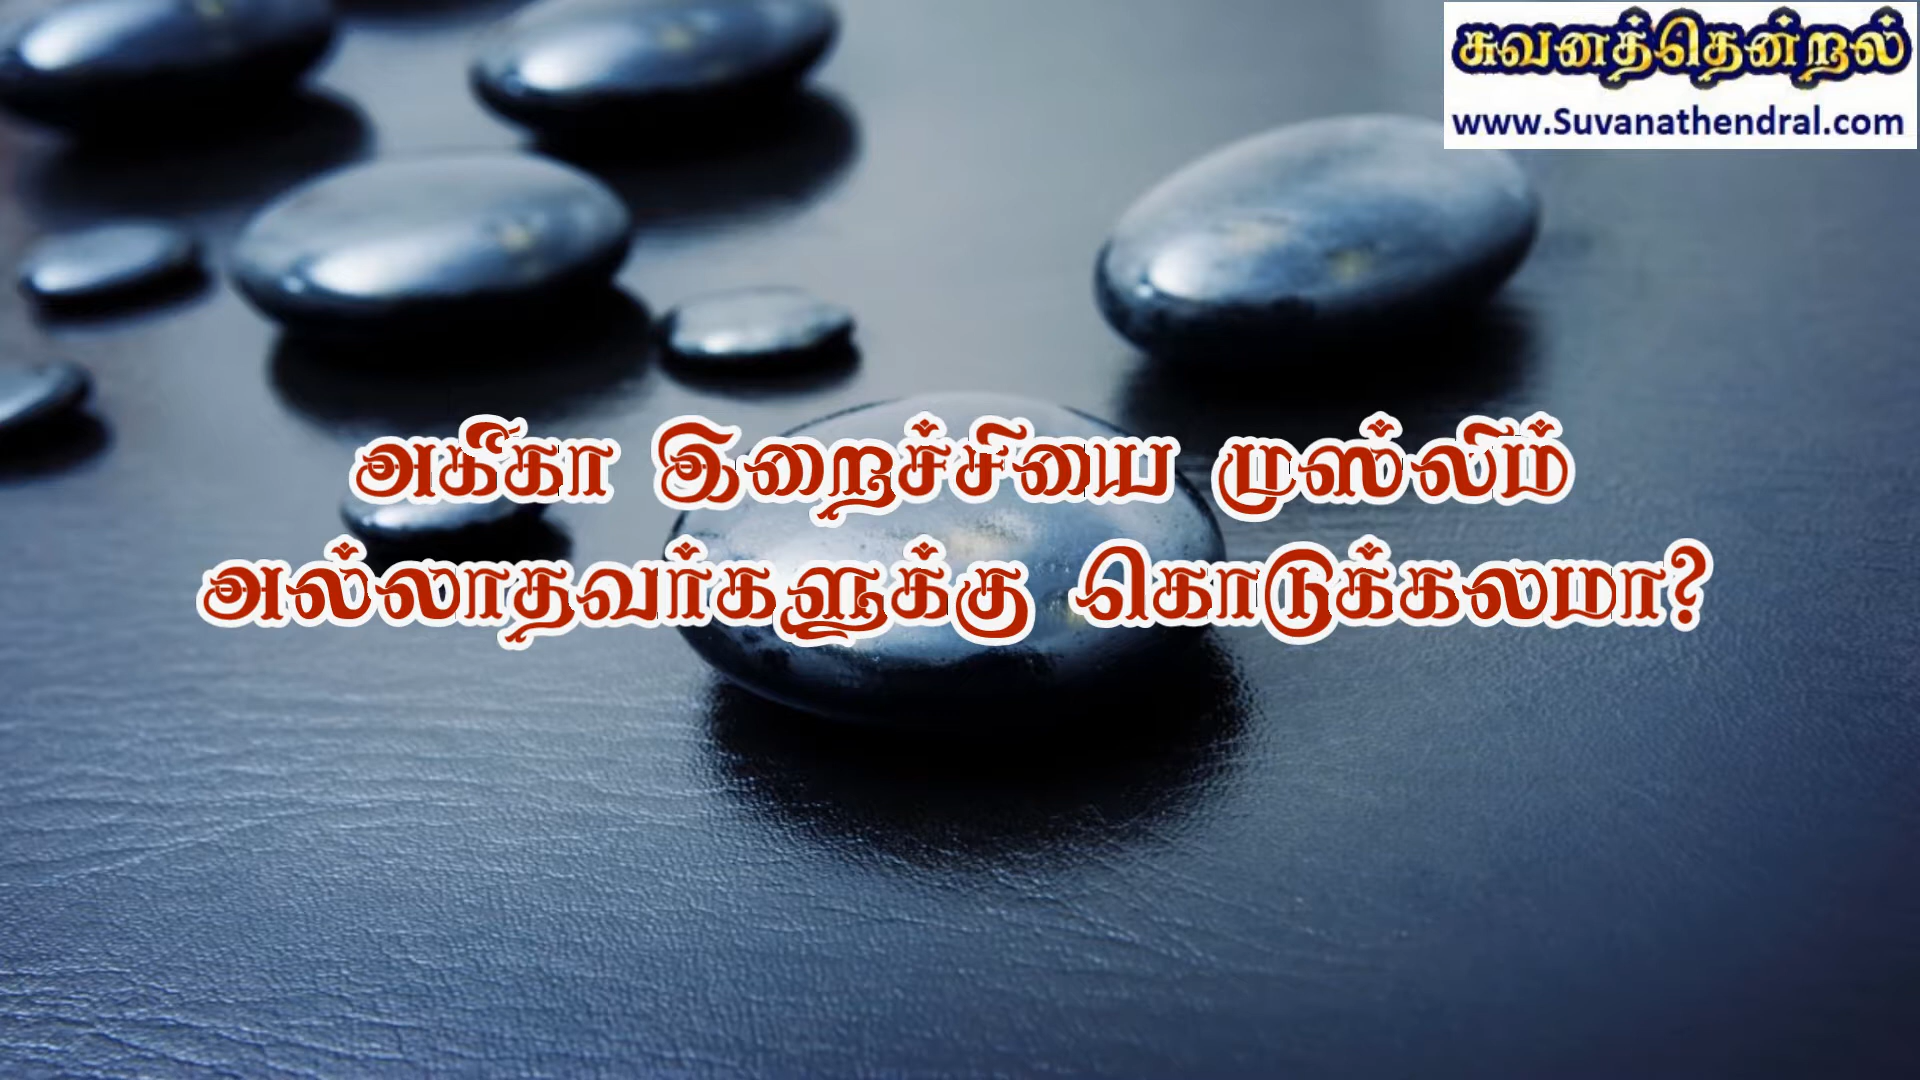 சுவனத்தென்றல்
www.Suvanathendral.com
அகீகா இறைச்சியை முஸ்லிம்
அல்லாதவர்களுக்கு கொடுக்கலமா?